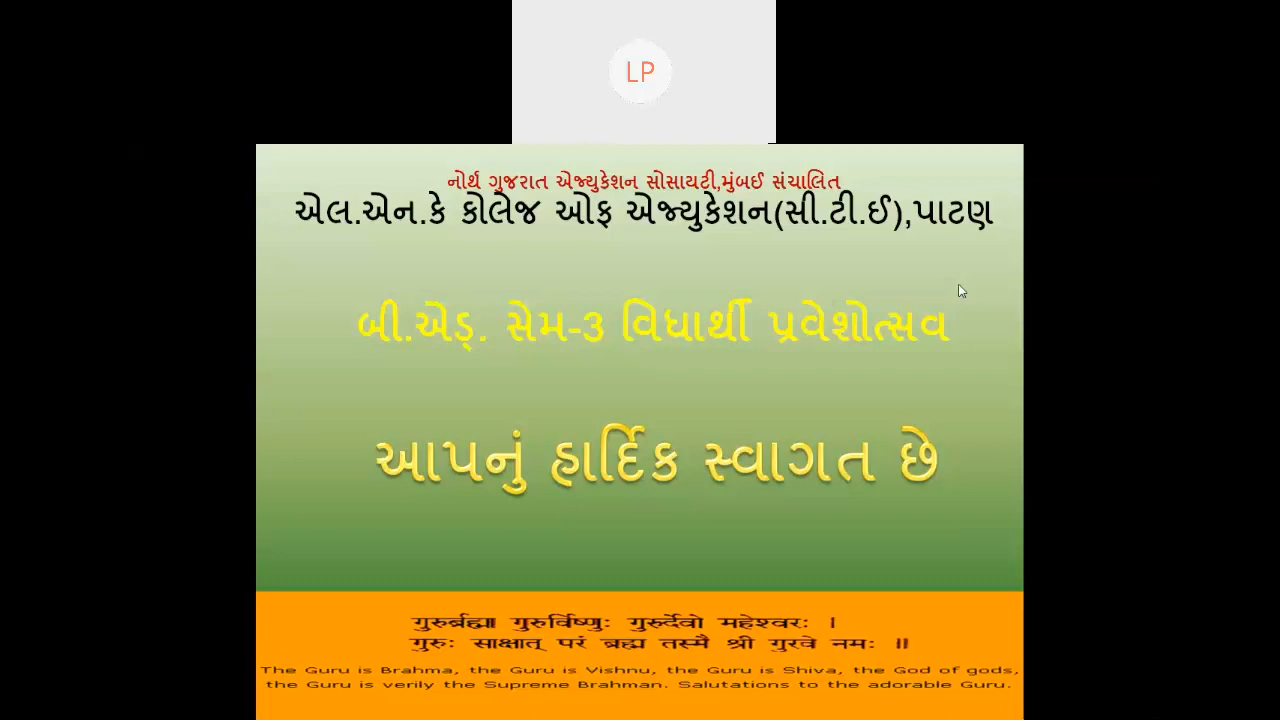 LP
નોર્થ ગુજરાત એજ્યુકેશન સોસાયટી,મુંબઈ સંચાલિત
એલ.એન.કે કોલેજ ઓફ એજ્યુકેશન(સી.ટી.ઈ),પાટણ
બી.એડ્. સેમ-૩ વિધાર્થી પ્રવેશોત્સવ
આપનું હાર્દિક સ્વાગત છે
गुरुर्ब्रह्मा गुरुर्विष्णुः गुरुर्देवो महेश्वरः ।
गुरुः साक्षात् परं ब्रह्म तस्मै श्री गुरवे नमः ॥
The Guru is Brahma, the Guru is Vishnu, the Guru is Shiva, the God of gods,
the Guru is verily the Supreme Brahman. Salutations to the adorable Guru.